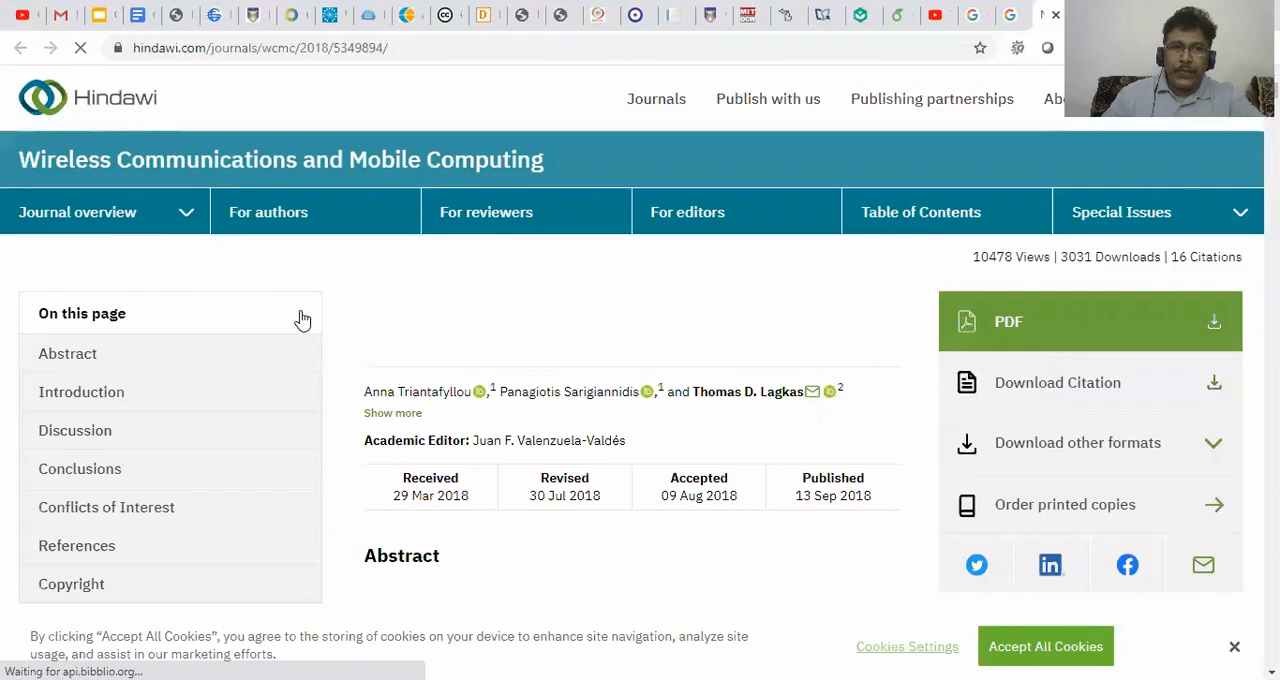 hindawi.com/journals/wcmc/2018/5349894/
Hindawi
Journals
Publish with us
Publishing partnerships
Wireless Communications and Mobile Computing
Journal overview
For authors
For reviewers
For editors
Table of Contents
Special Issues
10478 Views | 3031 Downloads | 16 Citations
On this page
Abstract
Introduction
Discussion
Conclusions
Conflicts of Interest
References
Copyright
Anna Triantafyllou,1 Panagiotis Sarigiannidis,1 and Thomas D. Lagkas 2
Show more
Academic Editor: Juan F. Valenzuela-Valdés
Received
29 Mar 2018
Revised
30 Jul 2018
Accepted
09 Aug 2018
Published
13 Sep 2018
Abstract
PDF
Download Citation
Download other formats
Order printed copies
By clicking “Accept All Cookies”, you agree to the storing of cookies on your device to enhance site navigation, analyze site
usage, and assist in our marketing efforts.
Cookies Settings
Accept All Cookies
Waiting for api.bibblio.org...